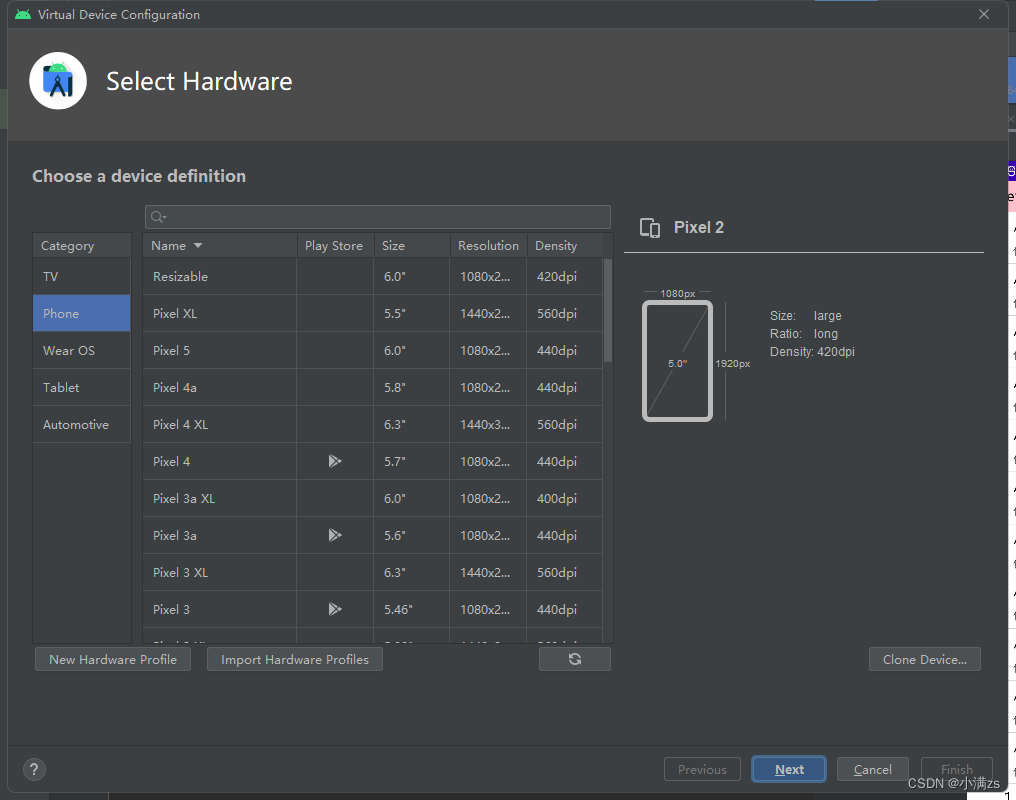 Virtual Device Configuration
Select Hardware
Choose a device definition
Category
TV
Phone
Wear OS
Tablet
Automotive
Name Play Store Size Resolution Density
Resizable 6.0" 1080x2... 420dpi
Pixel XL 5.5" 1440x2... 560dpi
Pixel 5 6.0" 1080x2... 440dpi
Pixel 4a 5.8" 1080x2... 440dpi
Pixel 4 XL 6.3" 1440x3... 560dpi
Pixel 4 5.7" 1080x2... 440dpi
Pixel 3a XL 6.0" 1080x2... 400dpi
Pixel 3a 5.6" 1080x2... 440dpi
Pixel 3 XL 6.3" 1440x2... 560dpi
Pixel 3 5.46" 1080x2... 440dpi
Pixel 2
1080px
5.0"
1920px
Size: large
Ratio: long
Density: 420dpi
New Hardware Profile
Import Hardware Profiles
Clone Device...
?
Previous
Next
Cancel
Finish
CSDN @小满zs